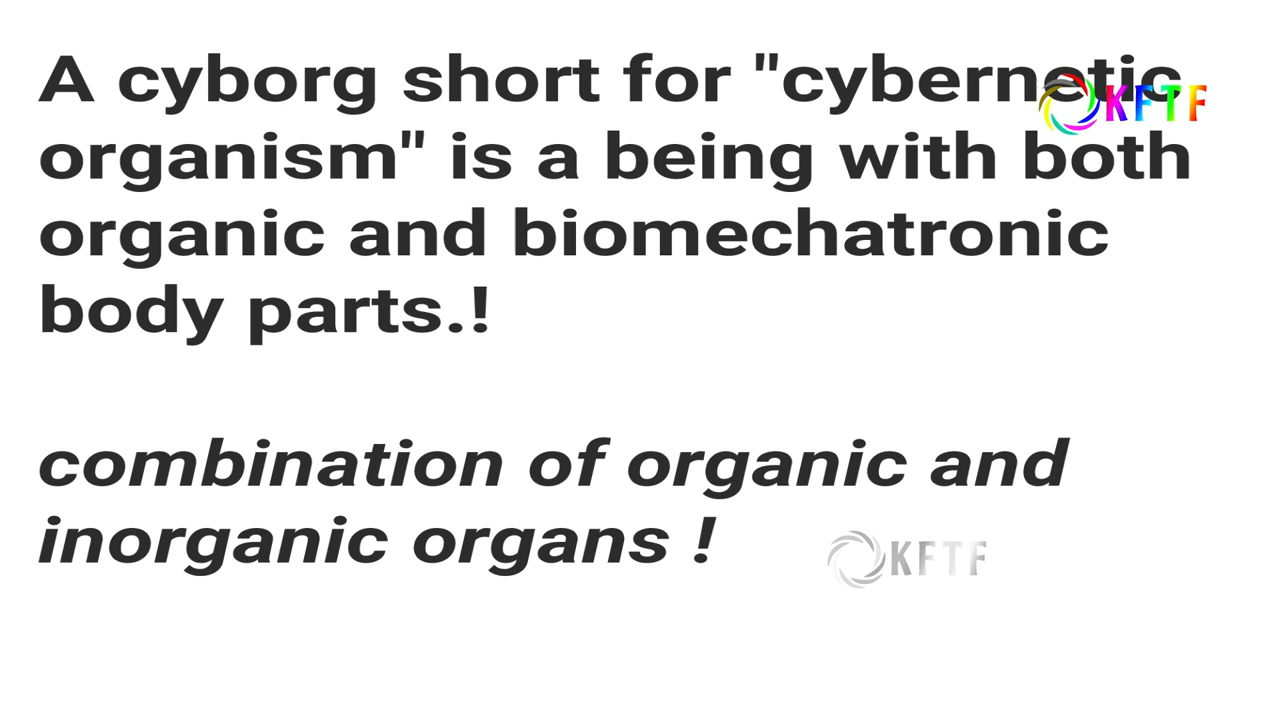 A cyborg short for "cybernetic
KFTF
organism" is a being with both
organic and biomechatronic
body parts.!
combination of organic and
inorganic organs !
KFTF